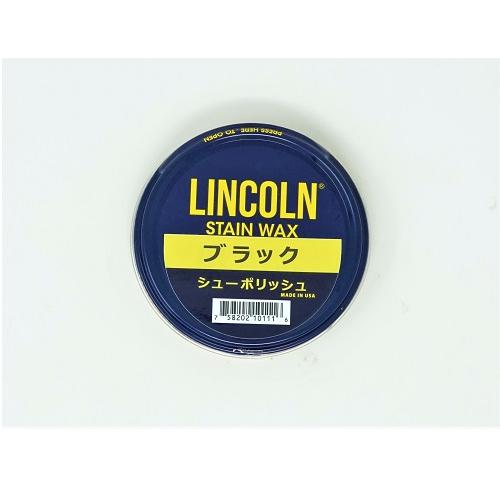 PRESS HERE TO OPEN
LINCOLN®
STAIN WAX
ブラック
シューポリッシュ
MADE IN USA
7 58202 10111 6